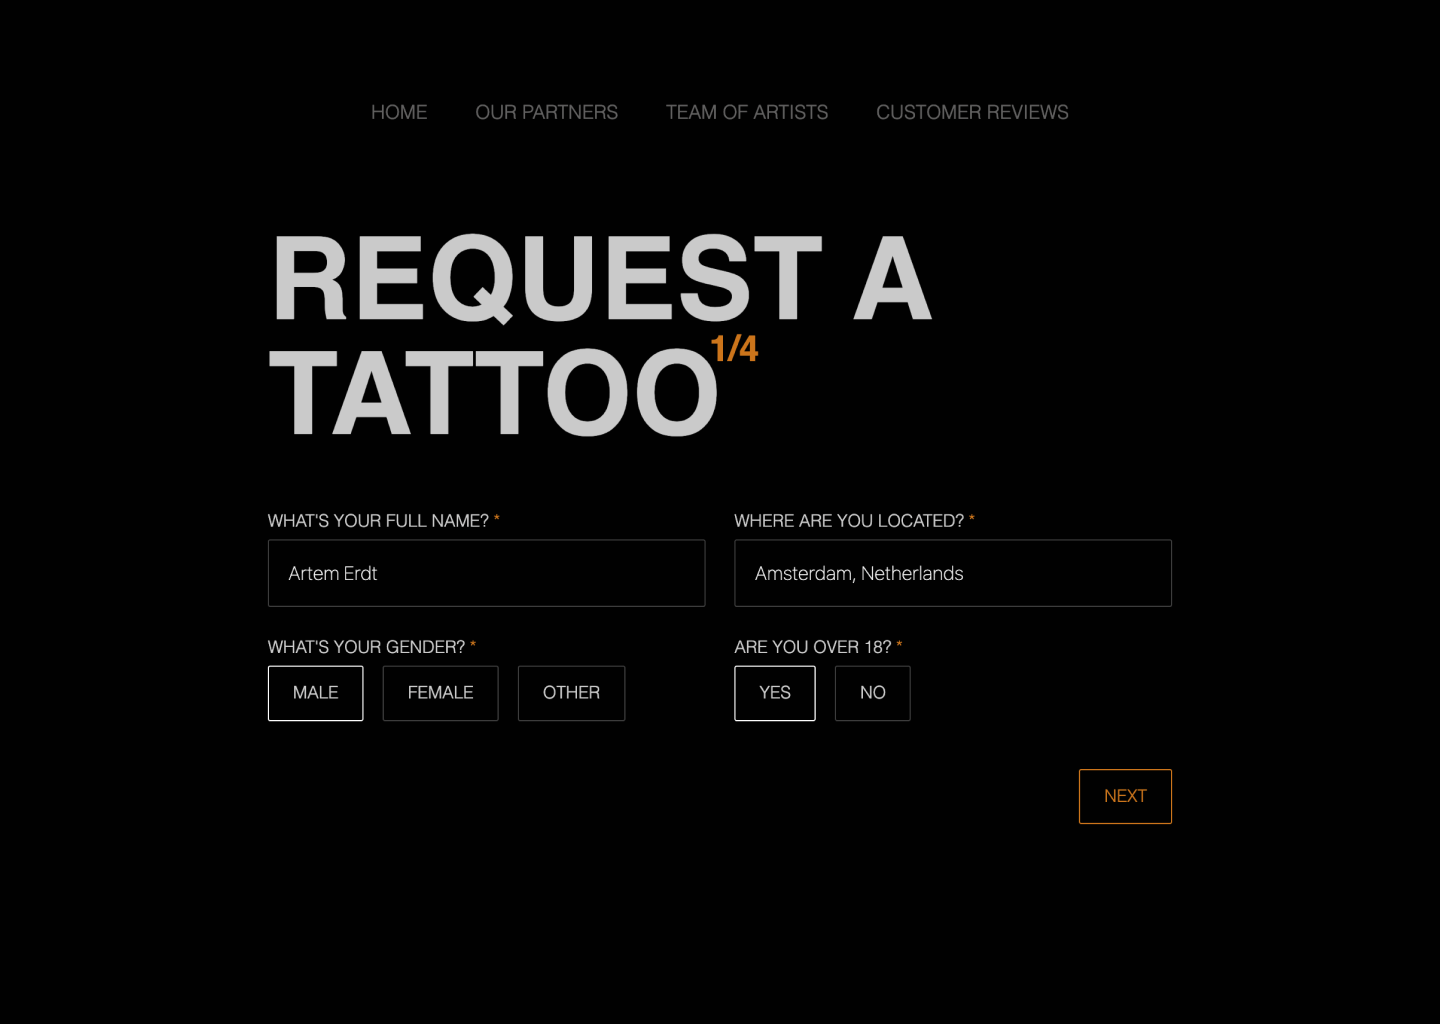 HOME OUR PARTNERS TEAM OF ARTISTS CUSTOMER REVIEWS
REQUEST A
TATTOO 1/4
WHAT'S YOUR FULL NAME? *
Artem Erdt
WHERE ARE YOU LOCATED? *
Amsterdam, Netherlands
WHAT'S YOUR GENDER? *
MALE FEMALE OTHER
ARE YOU OVER 18? *
YES NO
NEXT